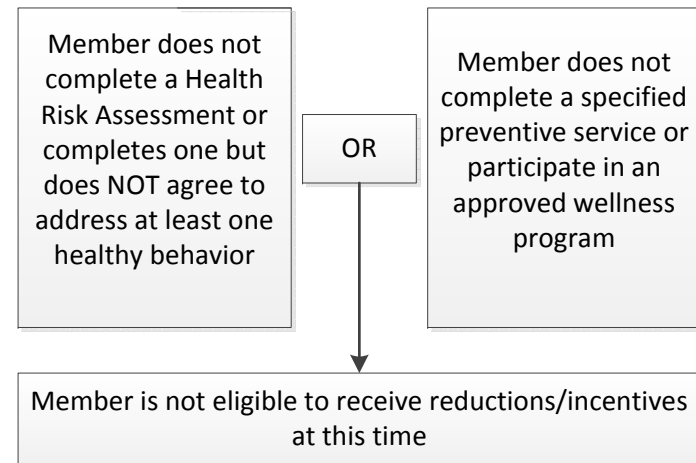 Member does not
complete a Health
Risk Assessment or
completes one but
does NOT agree to
address at least one
healthy behavior
OR
Member does not
complete a specified
preventive service or
participate in an
approved wellness
program
Member is not eligible to receive reductions/incentives
at this time